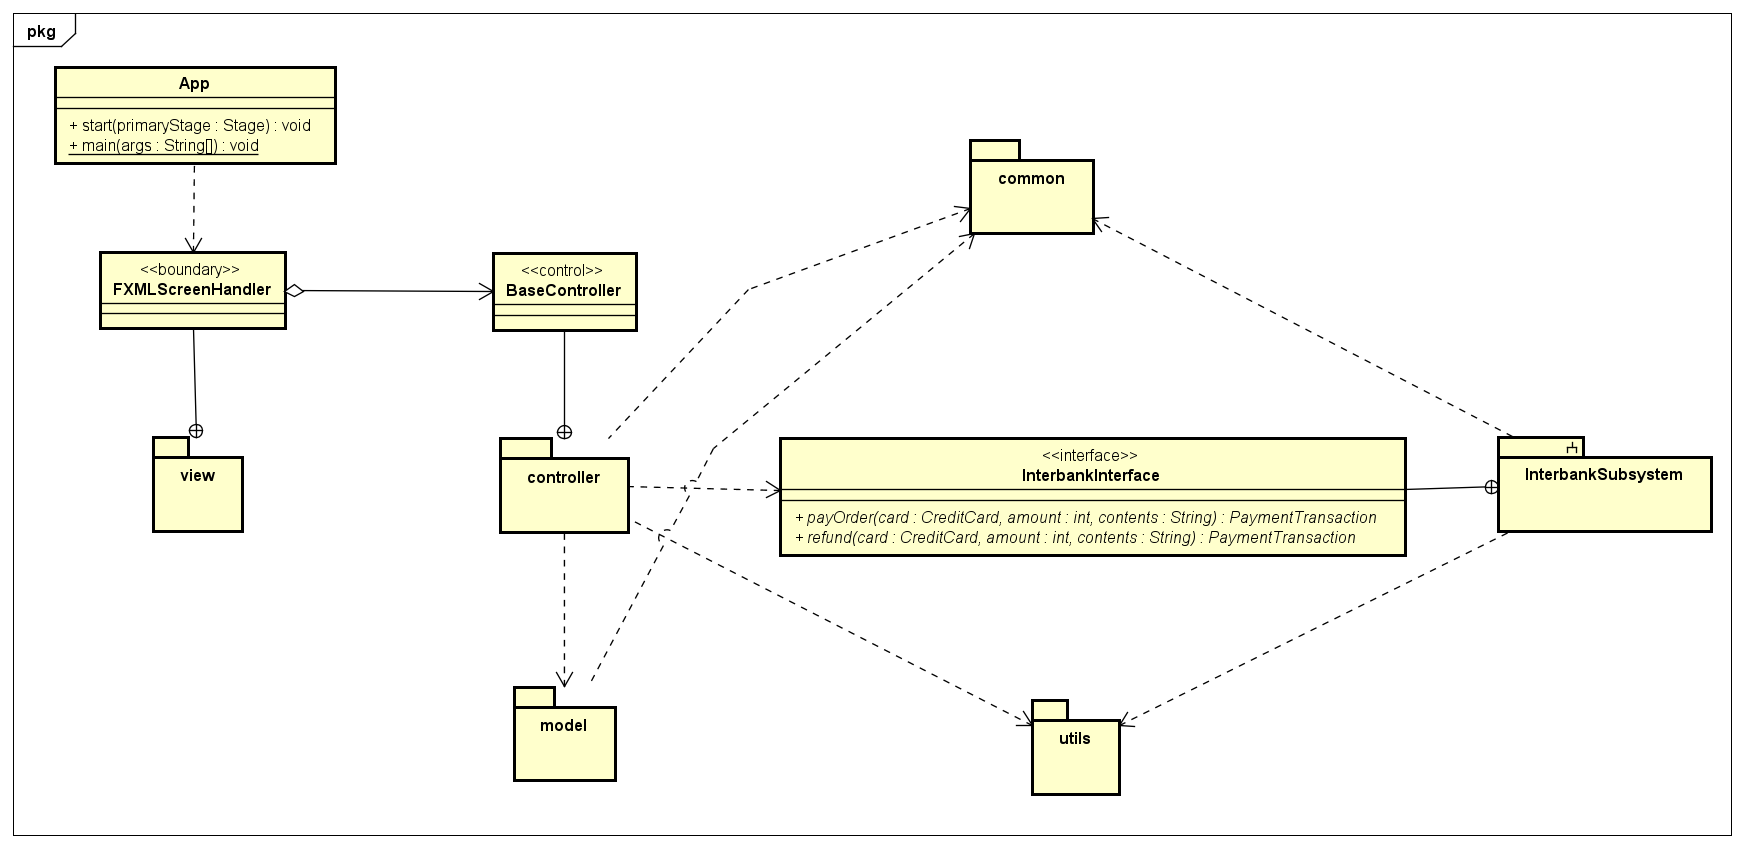 pkg
App
+ start(primaryStage : Stage) : void
+ main(args : String[]) : void
common
<<boundary>>
FXMLScreenHandler
<<control>>
BaseController
view
controller
<<interface>>
InterbankInterface
+ payOrder(card : CreditCard, amount : int, contents : String) : PaymentTransaction
+ refund(card : CreditCard, amount : int, contents : String) : PaymentTransaction
InterbankSubsystem
model
utils